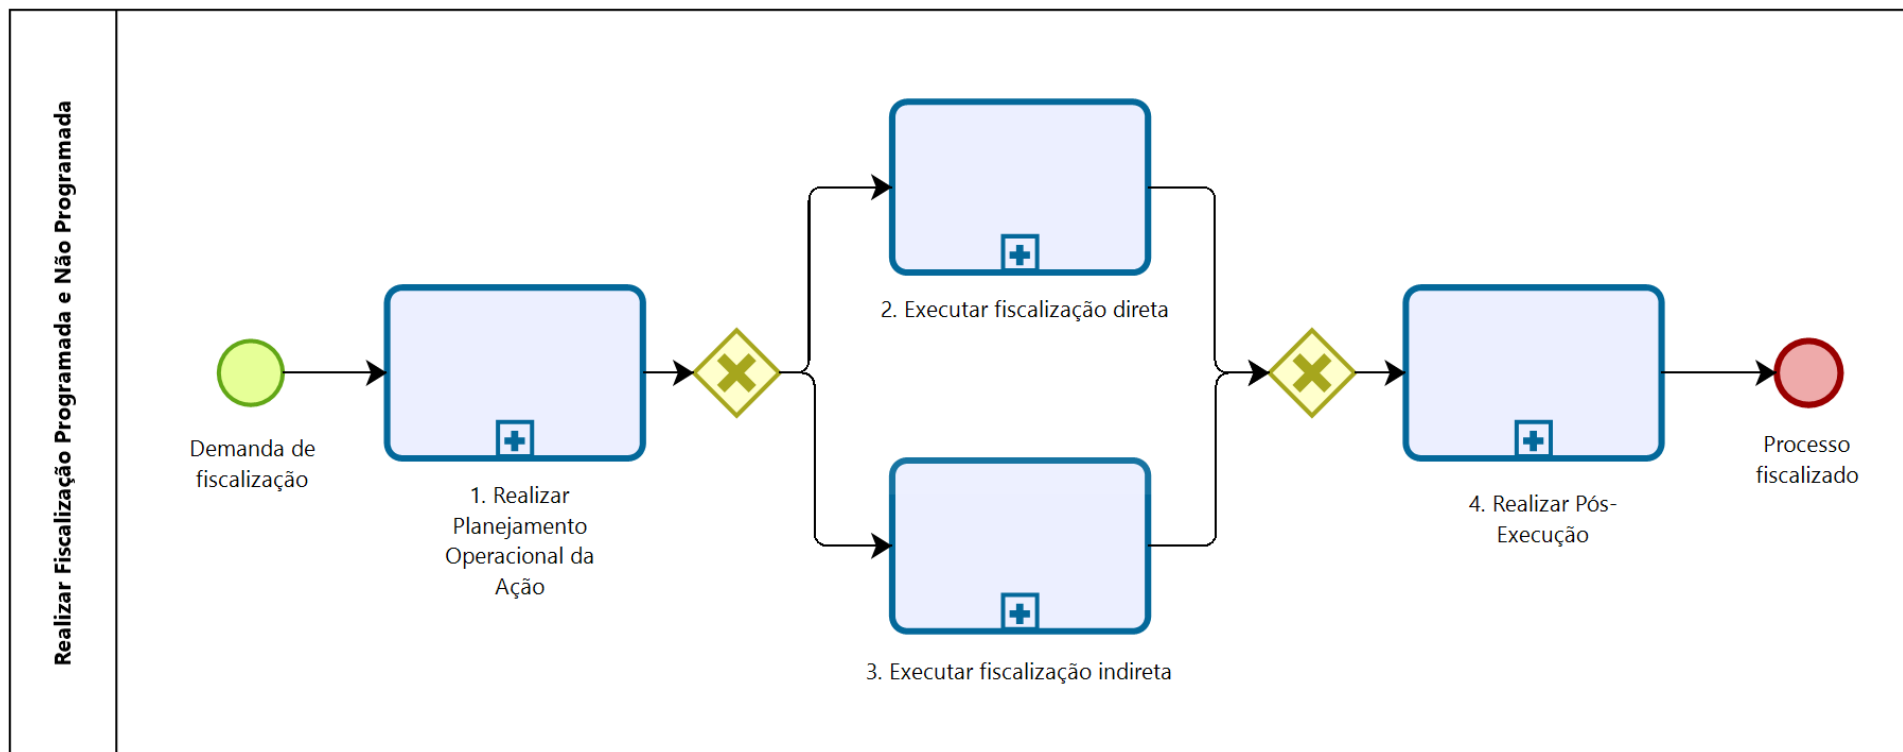 Realizar Fiscalização Programada e Não Programada
Demanda de
fiscalização
1. Realizar
Planejamento
Operacional da
Ação
2. Executar fiscalização direta
3. Executar fiscalização indireta
4. Realizar Pós-
Execução
Processo
fiscalizado